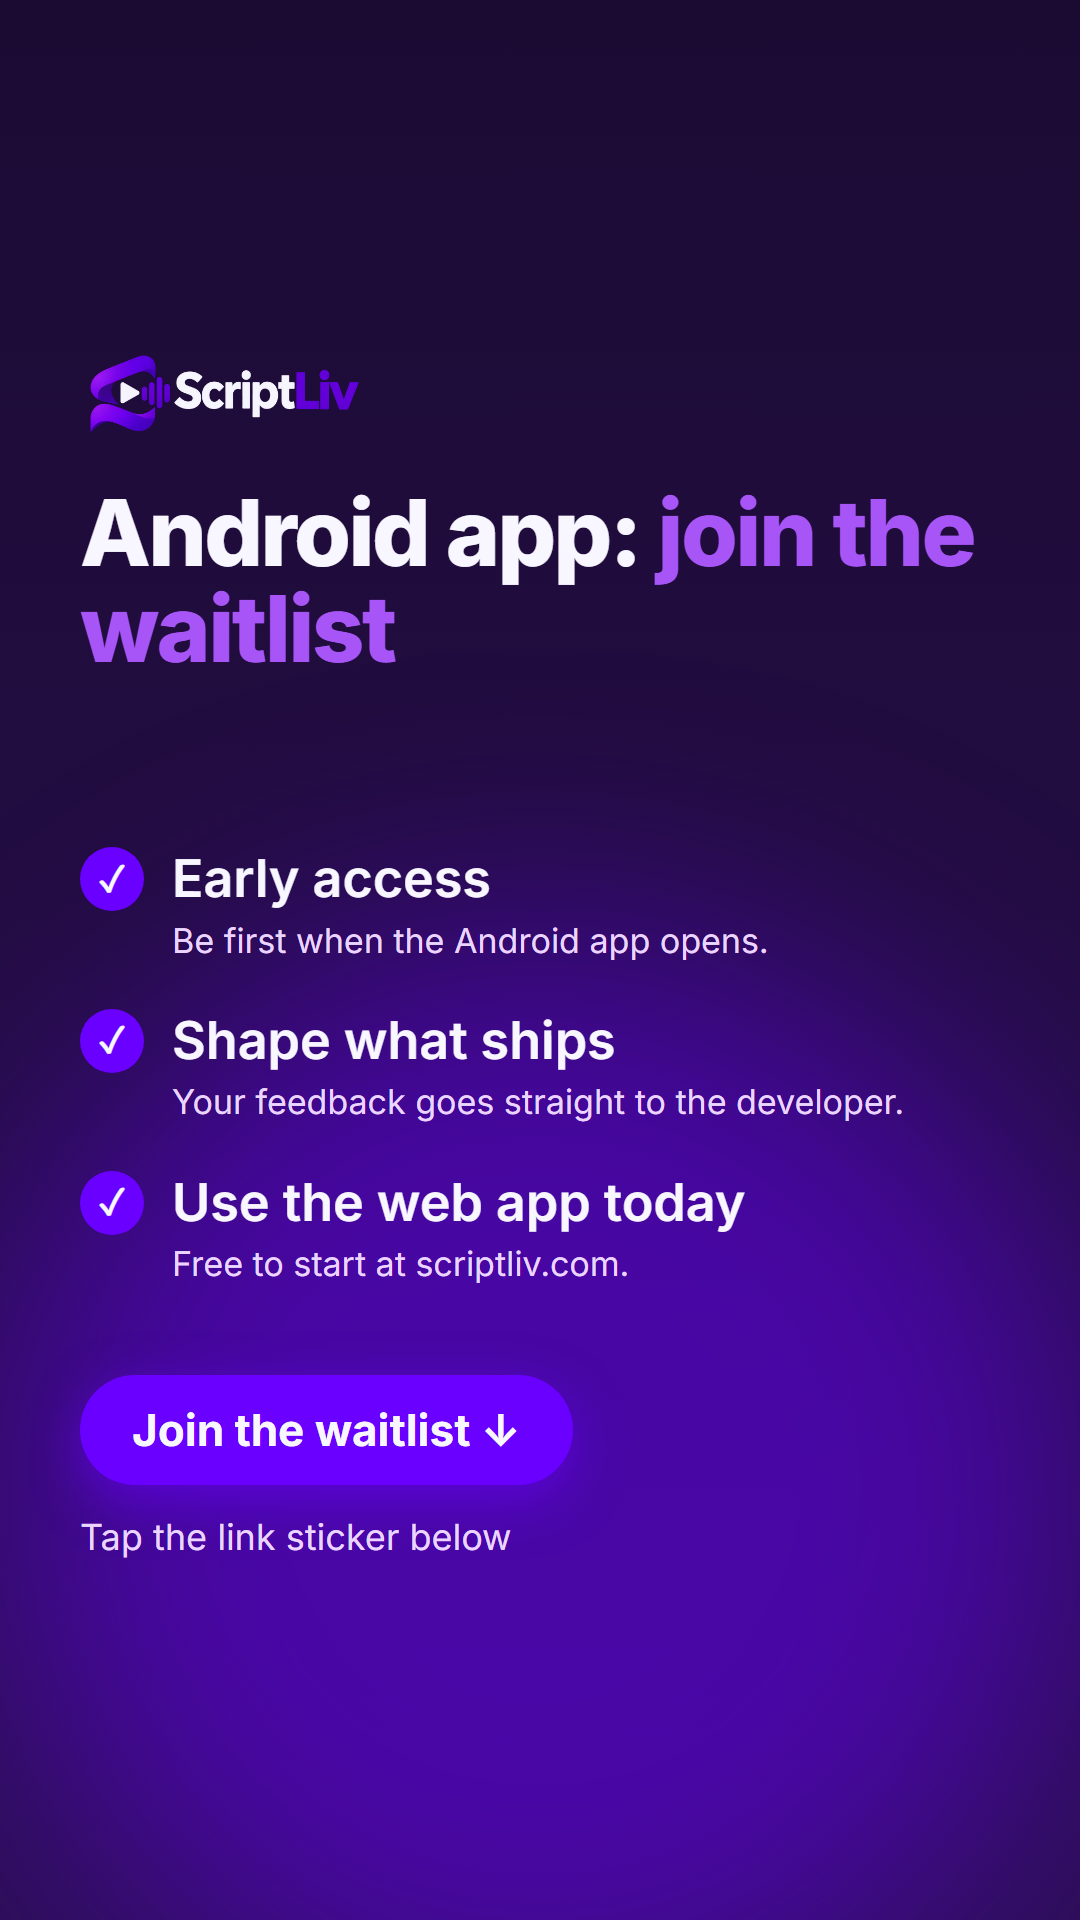 ScriptLiv
Android app: join the
waitlist
✓ Early access
Be first when the Android app opens.
✓ Shape what ships
Your feedback goes straight to the developer.
✓ Use the web app today
Free to start at scriptliv.com.
Join the waitlist ↓
Tap the link sticker below